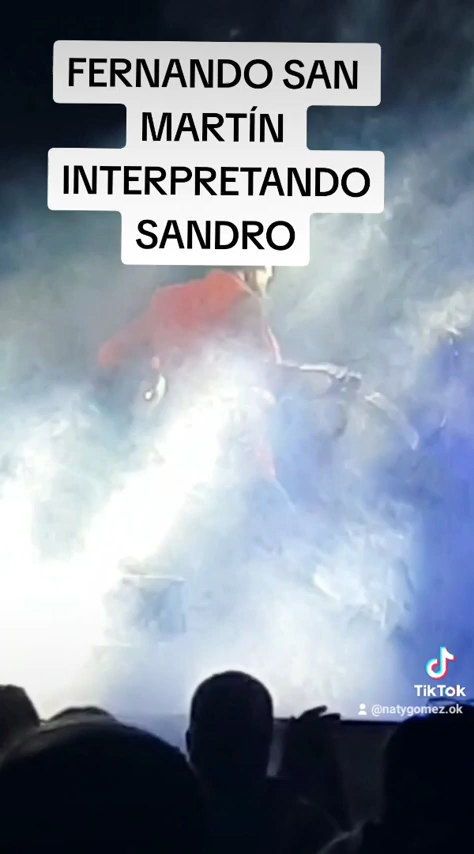 FERNANDO SAN
MARTÍN
INTERPRETANDO
SANDRO
TikTok
@natygomez.ok